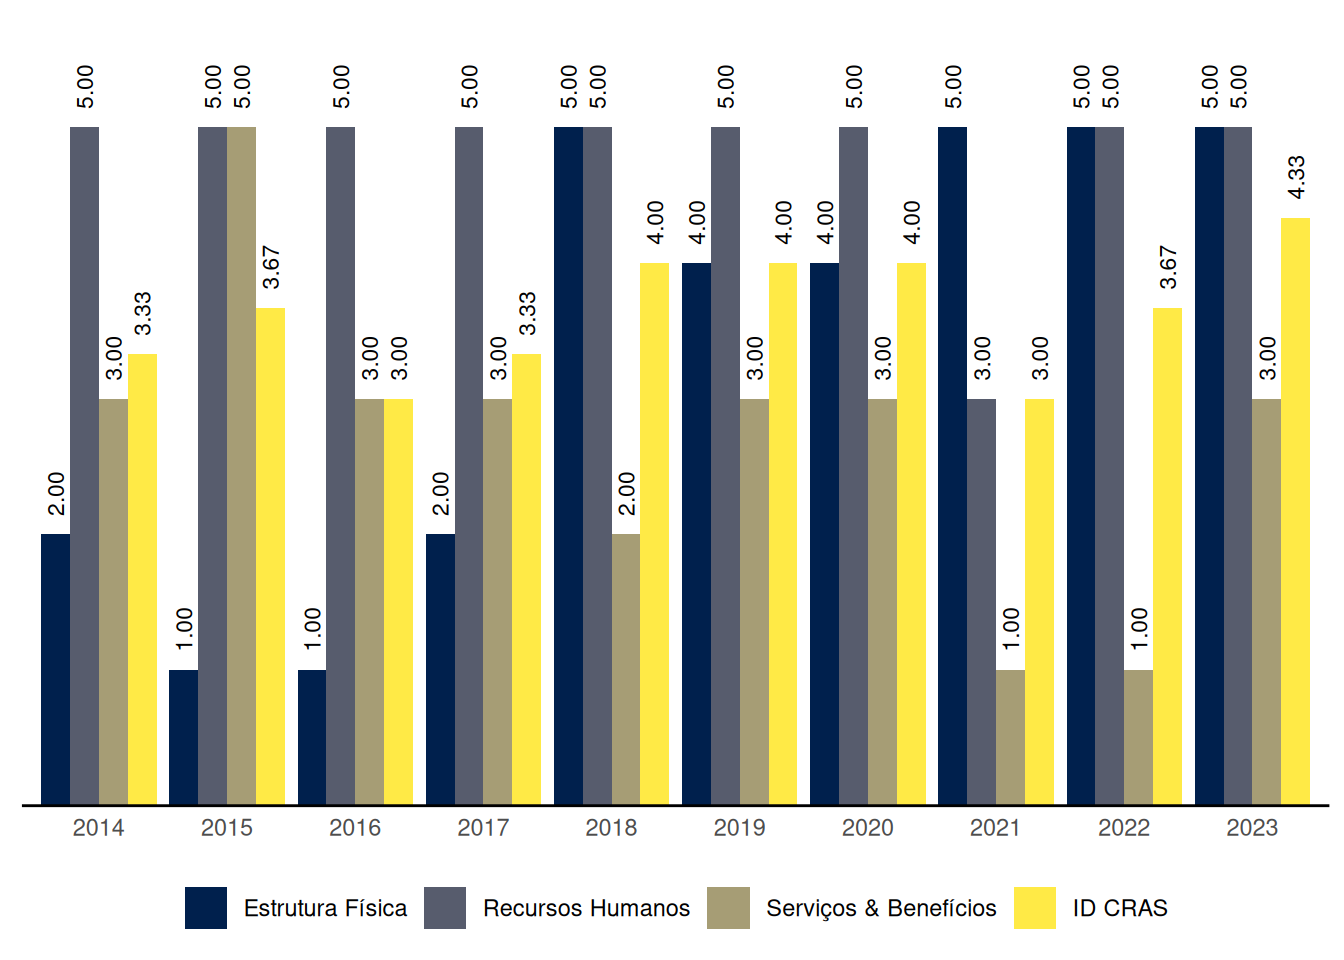 5.00 5.00 5.00 5.00 5.00 5.00 5.00 5.00 5.00 5.00 5.00 5.00 5.00 5.00
4.33
4.00 4.00 4.00 4.00 4.00
3.67 3.67
3.33 3.33
3.00 3.00 3.00 3.00 3.00 3.00 3.00 3.00 3.00
2.00 2.00 2.00
1.00 1.00 1.00 1.00
2014 2015 2016 2017 2018 2019 2020 2021 2022 2023
Estrutura Física Recursos Humanos Serviços & Benefícios ID CRAS